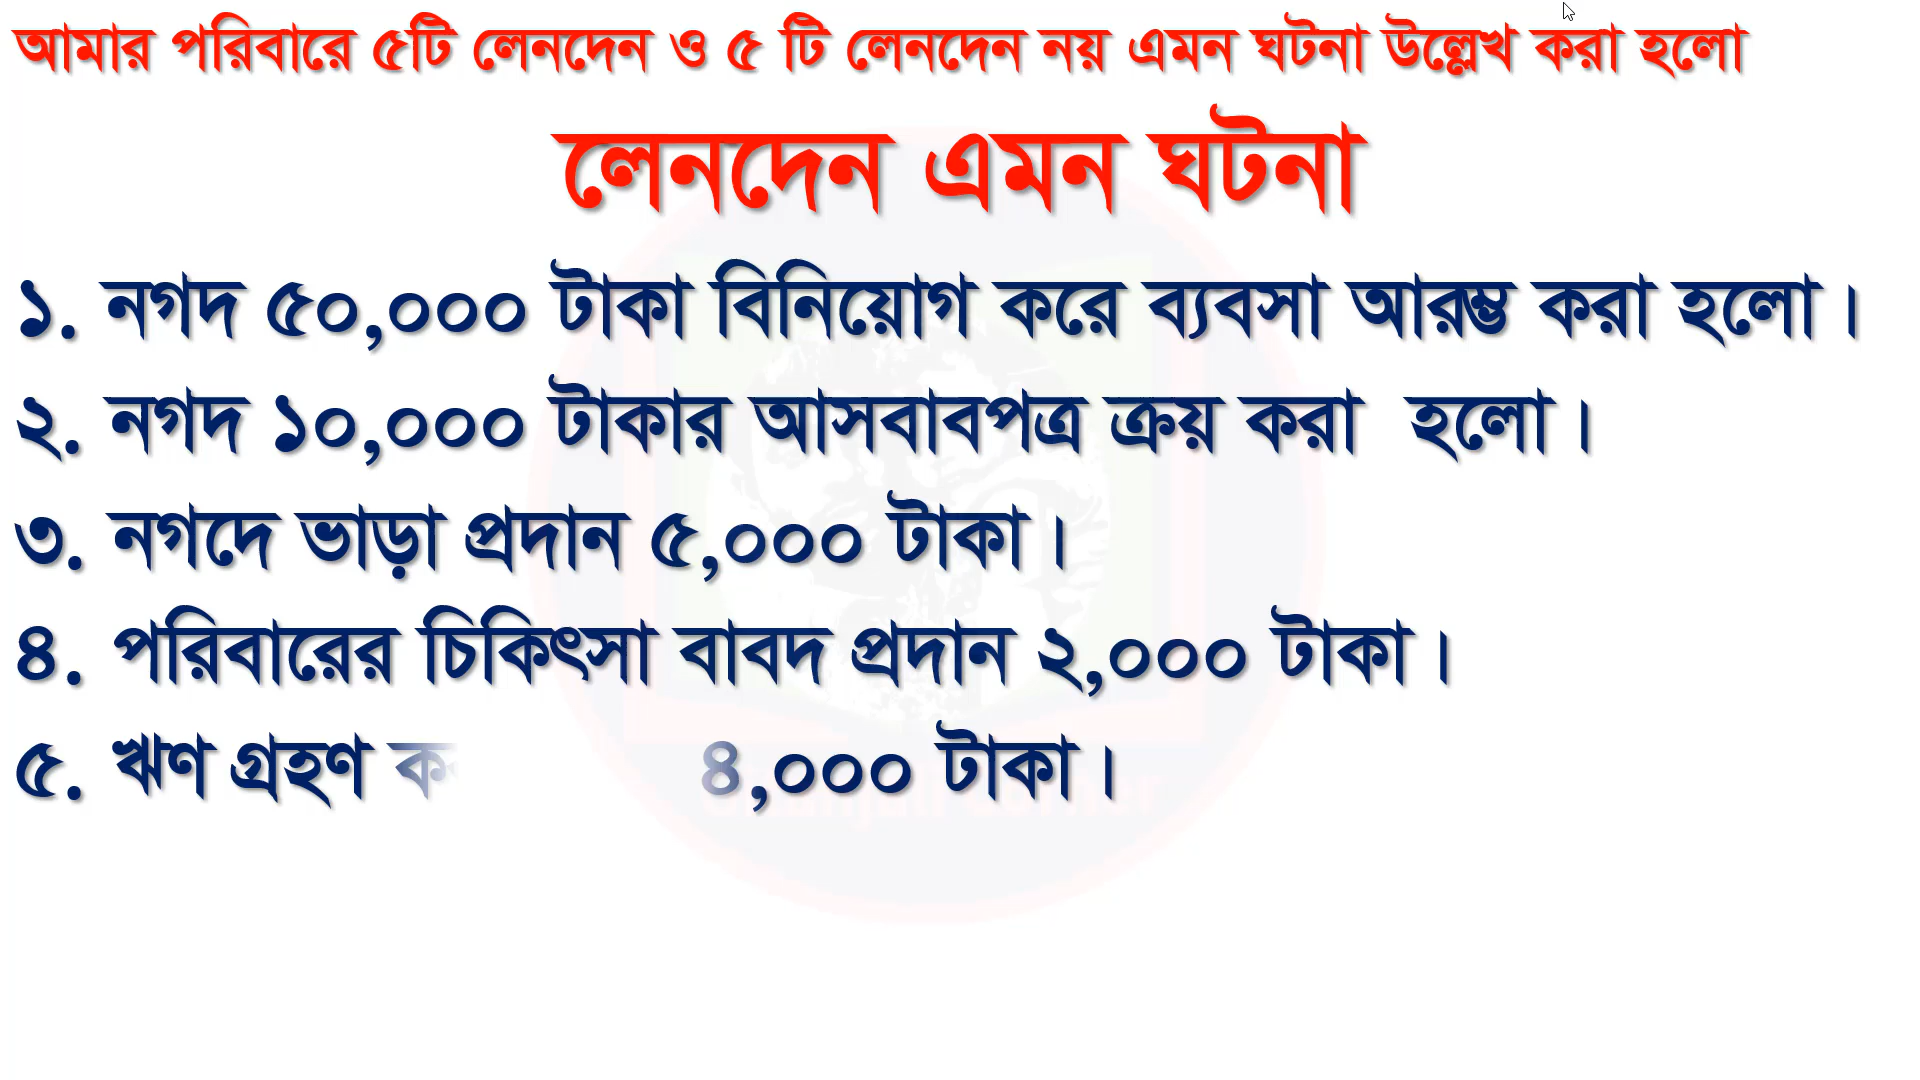 আমার পরিবারে ৫টি লেনদেন ও ৫ টি লেনদেন নয় এমন ঘটনা উল্লেখ করা হলো
লেনদেন এমন ঘটনা
১. নগদ ৫০,০০০ টাকা বিনিয়োগ করে ব্যবসা আরম্ভ করা হলো।
২. নগদ ১০,০০০ টাকার আসবাবপত্র ক্রয় করা হলো।
৩. নগদে ভাড়া প্রদান ৫,০০০ টাকা।
৪. পরিবারের চিকিৎসা বাবদ প্রদান ২,০০০ টাকা।
৫. ঋণ গ্রহণ ৪,০০০ টাকা।